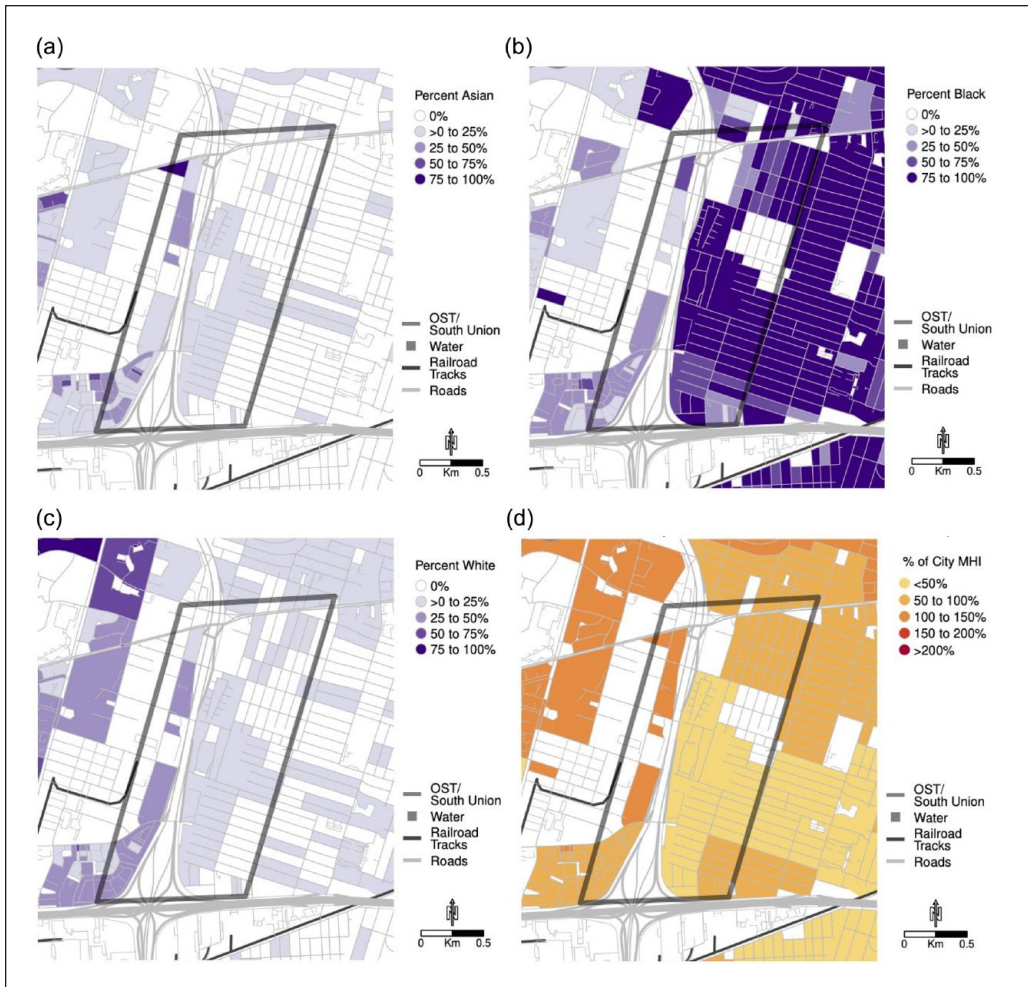 (a)
Percent Asian
0%
>0 to 25%
25 to 50%
50 to 75%
75 to 100%
OST/
South Union
Water
Railroad
Tracks
Roads
N
0 Km 0.5
(b)
Percent Black
0%
>0 to 25%
25 to 50%
50 to 75%
75 to 100%
OST/
South Union
Water
Railroad
Tracks
Roads
N
0 Km 0.5
(c)
Percent White
0%
>0 to 25%
25 to 50%
50 to 75%
75 to 100%
OST/
South Union
Water
Railroad
Tracks
Roads
N
0 Km 0.5
(d)
% of City MHI
<50%
50 to 100%
100 to 150%
150 to 200%
>200%
OST/
South Union
Water
Railroad
Tracks
Roads
N
0 Km 0.5